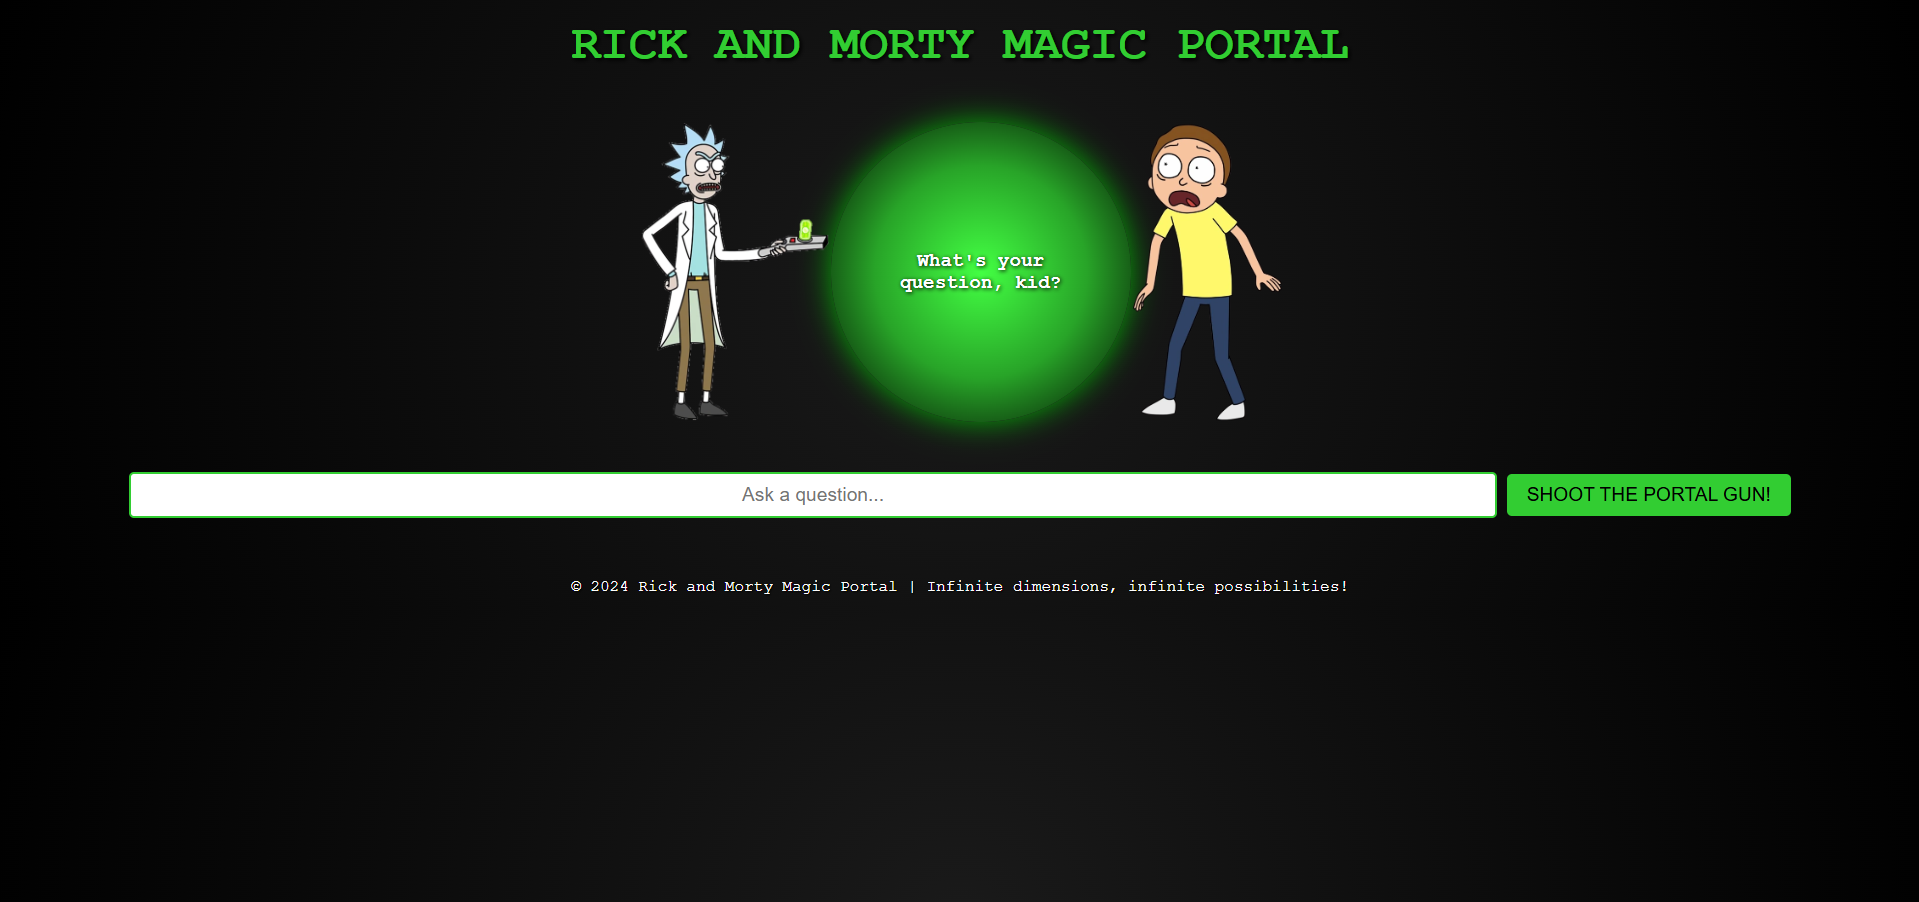 RICK AND MORTY MAGIC PORTAL
What's your
question, kid?
Ask a question...
SHOOT THE PORTAL GUN!
© 2024 Rick and Morty Magic Portal | Infinite dimensions, infinite possibilities!